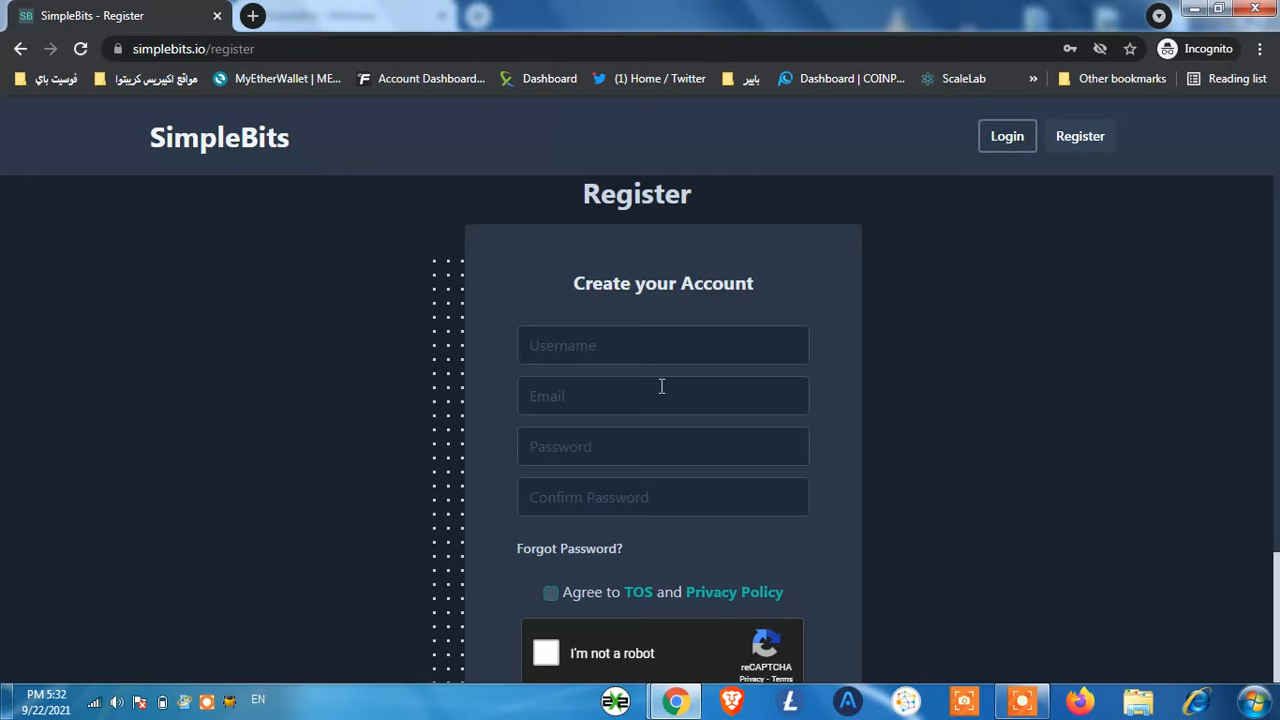 SimpleBits - Register
simplebits.io/register
Incognito
فوسيت باي
مواقع اكبيريس كريبتوا
MyEtherWallet | ME...
Account Dashboard...
Dashboard
(1) Home / Twitter
بايير
Dashboard | COINP...
ScaleLab
»
Other bookmarks
Reading list
SimpleBits
Login
Register
Register
Create your Account
Username
Email
Password
Confirm Password
Forgot Password?
Agree to TOS and Privacy Policy
I'm not a robot
reCAPTCHA
Privacy - Terms
PM 5:32
9/22/2021
EN